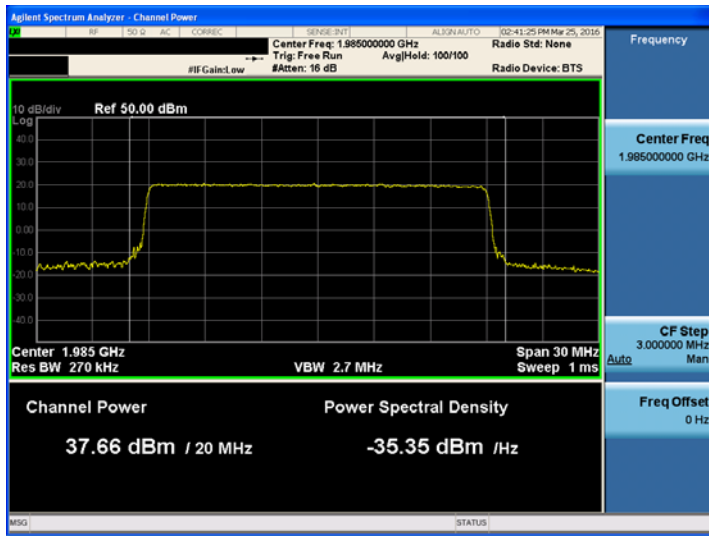 Agilent Spectrum Analyzer - Channel Power
RF 50 Ω AC CORREC SENSE:INT ALIGN AUTO 02:41:25 PM Mar 25, 2016
Center Freq: 1.985000000 GHz Radio Std: None
Trig: Free Run Avg|Hold: 100/100
#IFGain:Low #Atten: 16 dB Radio Device: BTS
10 dB/div Ref 50.00 dBm
Log
40.0
30.0
20.0
10.0
0.00
-10.0
-20.0
-30.0
-40.0
Center 1.985 GHz Span 30 MHz
Res BW 270 kHz VBW 2.7 MHz Sweep 1 ms
Channel Power Power Spectral Density
37.66 dBm / 20 MHz -35.35 dBm /Hz
MSG STATUS
Frequency
Center Freq
1.985000000 GHz
CF Step
3.000000 MHz
Auto Man
Freq Offset
0 Hz